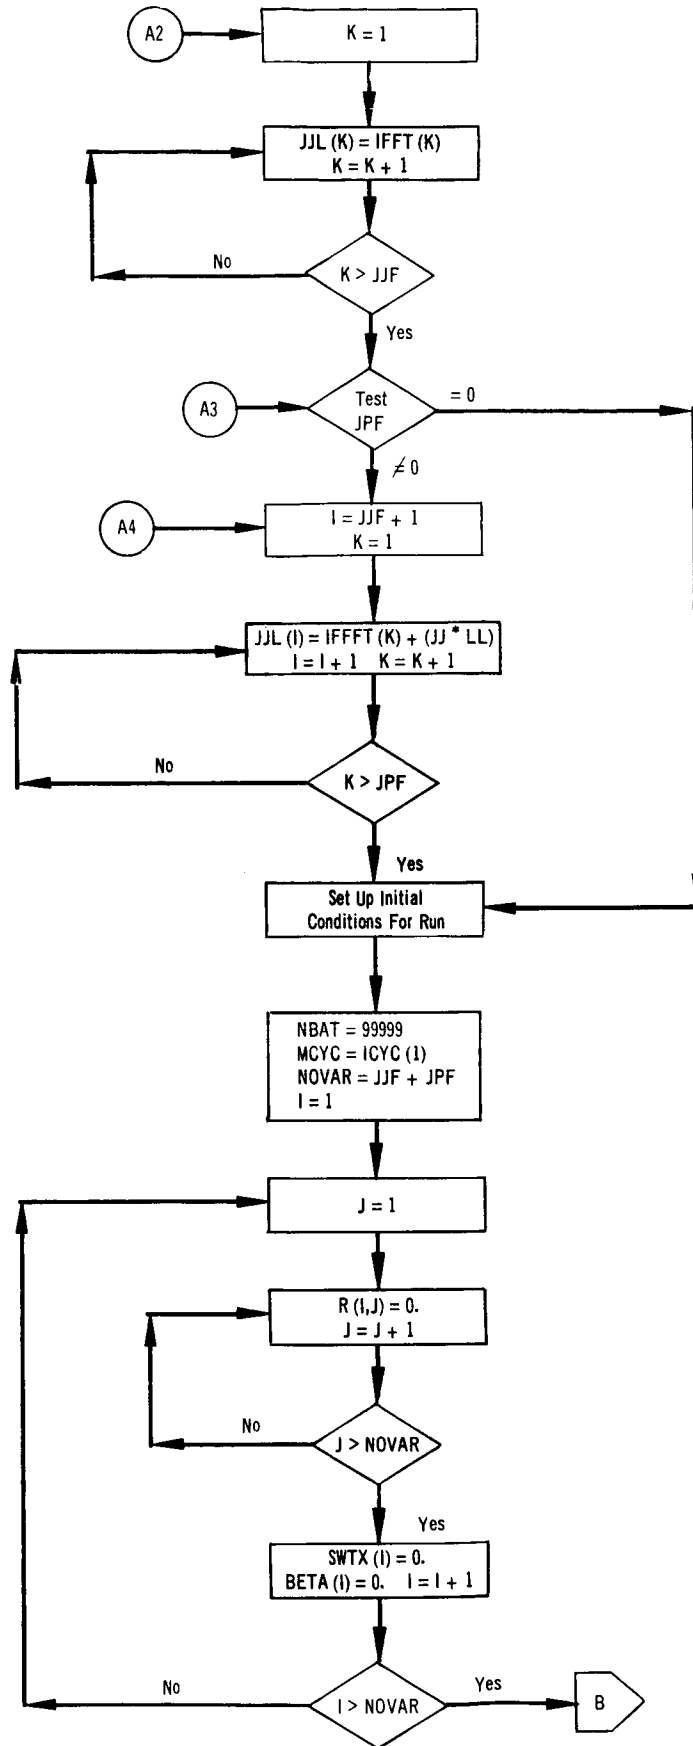 A2
K = 1
JJL (K) = IFFT (K)
K = K + 1
No
K > JJF
Yes
A3
Test
JPF
= 0
≠ 0
A4
I = JJF + 1
K = 1
JJL (I) = IFFFT (K) + (JJ * LL)
I = I + 1 K = K + 1
No
K > JPF
Yes
Set Up Initial
Conditions For Run
NBAT = 99999
MCYC = ICYC (1)
NOVAR = JJF + JPF
I = 1
J = 1
R (I,J) = 0.
J = J + 1
No
J > NOVAR
Yes
SWTX (I) = 0.
BETA (I) = 0. I = I + 1
No
I > NOVAR
Yes
B